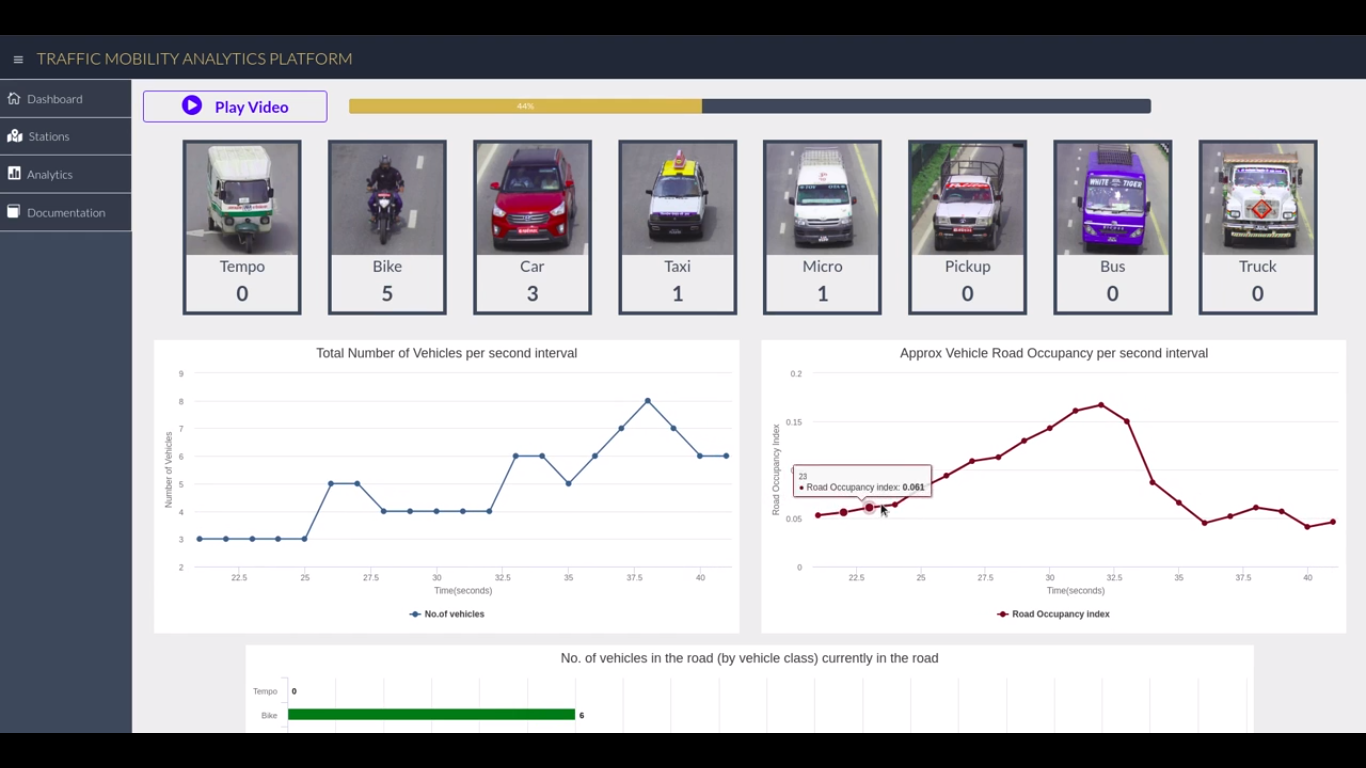 TRAFFIC MOBILITY ANALYTICS PLATFORM
Dashboard
Stations
Analytics
Documentation
Play Video
44%
WHITE TIGER
Tempo
Bike
Car
Taxi
Micro
Pickup
Bus
Truck
0
5
3
1
1
0
0
0
Total Number of Vehicles per second interval
9
8
7
6
5
4
3
2
Number of Vehicles
22.5
25
27.5
30
32.5
35
37.5
40
Time(seconds)
No.of vehicles
Approx Vehicle Road Occupancy per second interval
0.2
0.15
0.05
0
Road Occupancy Index
23
Road Occupancy index: 0.061
22.5
25
27.5
30
32.5
35
37.5
40
Time(seconds)
Road Occupancy index
No. of vehicles in the road (by vehicle class) currently in the road
Tempo
0
Bike
6